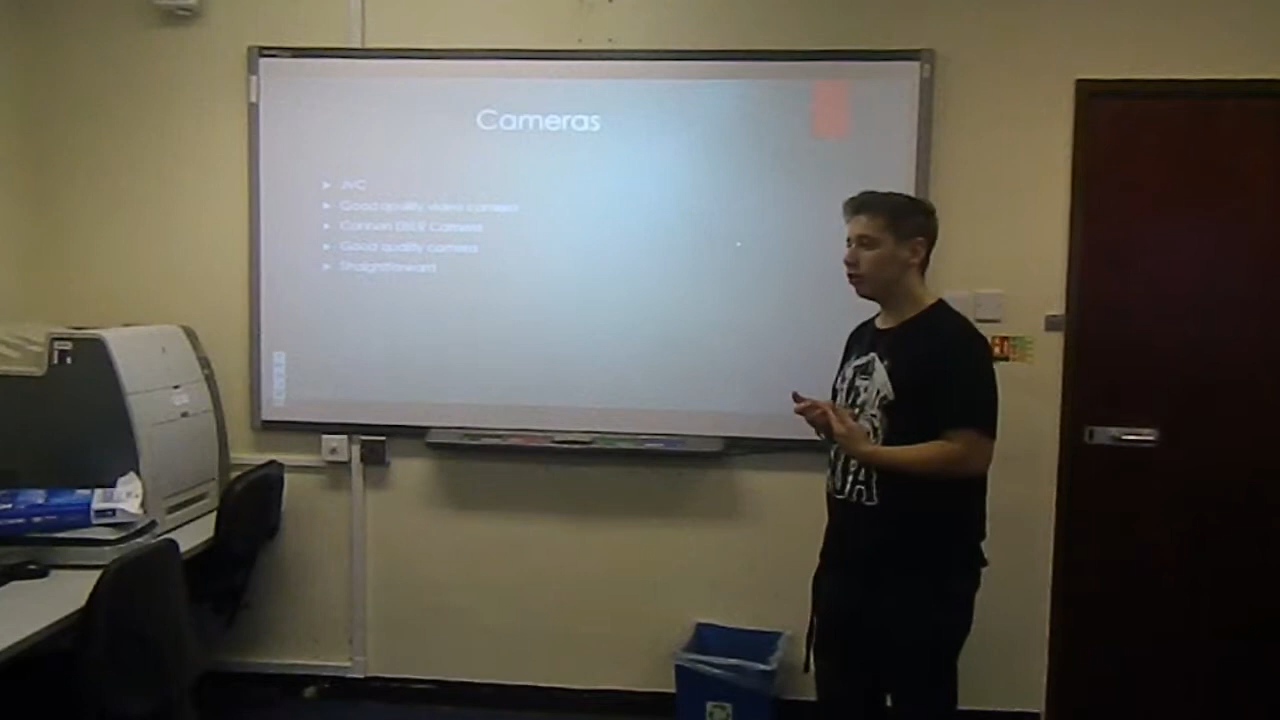 Cameras
JVC
Good quality video camera
Cannon DSLR Camera
Good quality camera
Straightforward